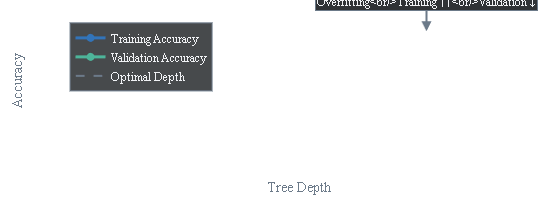 Overfitting<br/>Training ↑↑<br/>Validation ↓
Training Accuracy
Validation Accuracy
Optimal Depth
Accuracy
Tree Depth